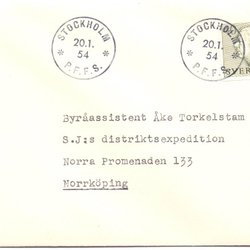 STOCKHOLM
20.1.
54
P.F.F.S.
STOCKHOLM
20.1.
54
P.F.F.S.
SVER
Byråassistent Åke Torkelstam
S.J:s distriktsexpedition
Norra Promenaden 133
Norrköping